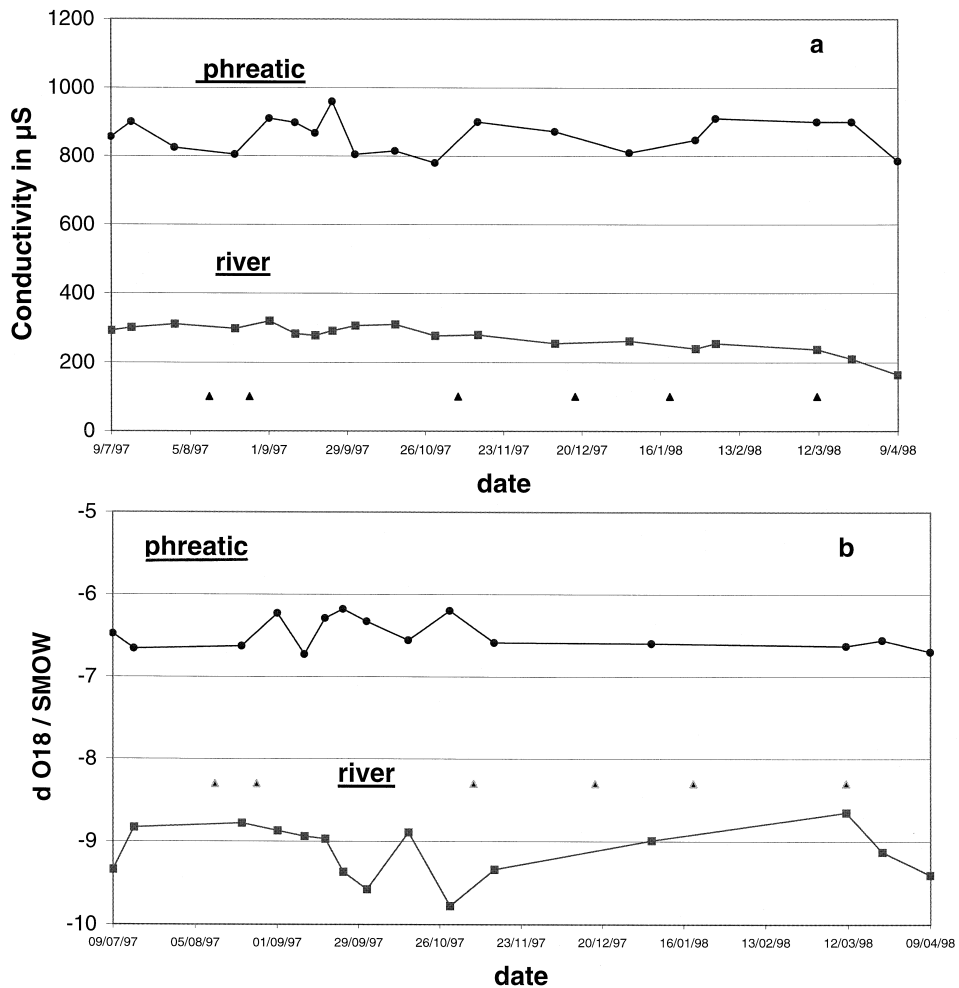 1200
a
phreatic
1000
800
600
river
400
200
0
Conductivity in µS
9/7/97 5/8/97 1/9/97 29/9/97 26/10/97 23/11/97 20/12/97 16/1/98 13/2/98 12/3/98 9/4/98
date
-5
phreatic
b
-6
-7
-8
river
-9
-10
d O18 / SMOW
09/07/97 05/08/97 01/09/97 29/09/97 26/10/97 23/11/97 20/12/97 16/01/98 13/02/98 12/03/98 09/04/98
date